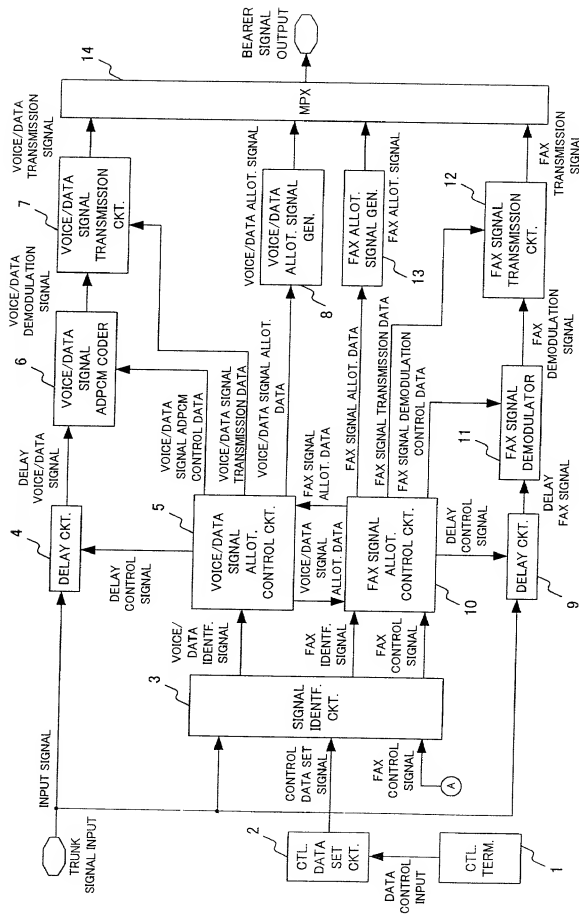 TRUNK
SIGNAL INPUT
INPUT SIGNAL
4
DELAY CKT.
DELAY
VOICE/DATA
SIGNAL
6
VOICE/DATA
SIGNAL
ADPCM CODER
VOICE/DATA
DEMODULATION
SIGNAL
7
VOICE/DATA
SIGNAL
TRANSMISSION
CKT.
VOICE/DATA
TRANSMISSION
SIGNAL
14
MPX
BEARER
SIGNAL
OUTPUT
DELAY
CONTROL
SIGNAL
VOICE/DATA
SIGNAL ADPCM
CONTROL DATA
VOICE/DATA SIGNAL
TRANSMISSION DATA
VOICE/DATA SIGNAL ALLOT.
DATA
5
VOICE/DATA
SIGNAL
ALLOT.
CONTROL CKT.
VOICE/
DATA
IDENTF.
SIGNAL
VOICE/DATA ALLOT. SIGNAL
VOICE/DATA
ALLOT. SIGNAL
GEN.
8
3
SIGNAL IDENTF.
CKT.
VOICE/DATA
SIGNAL
ALLOT. DATA
FAX SIGNAL
ALLOT. DATA
FAX
IDENTF.
SIGNAL
FAX
CONTROL
SIGNAL
FAX SIGNAL
ALLOT.
CONTROL CKT.
10
FAX SIGNAL ALLOT. DATA
FAX SIGNAL TRANSMISSION DATA
FAX SIGNAL DEMODULATION
CONTROL DATA
FAX ALLOT.
SIGNAL GEN.
13
FAX ALLOT. SIGNAL
2
CTL.
DATA
SET
CKT.
CONTROL
DATA SET
SIGNAL
FAX
CONTROL
SIGNAL
A
DATA
CONTROL
INPUT
CTL.
TERM.
1
DELAY
CONTROL
SIGNAL
DELAY CKT.
9
DELAY
FAX SIGNAL
11
FAX SIGNAL
DEMODULATOR
FAX
DEMODULATION
SIGNAL
12
FAX SIGNAL
TRANSMISSION
CKT.
FAX
TRANSMISSION
SIGNAL